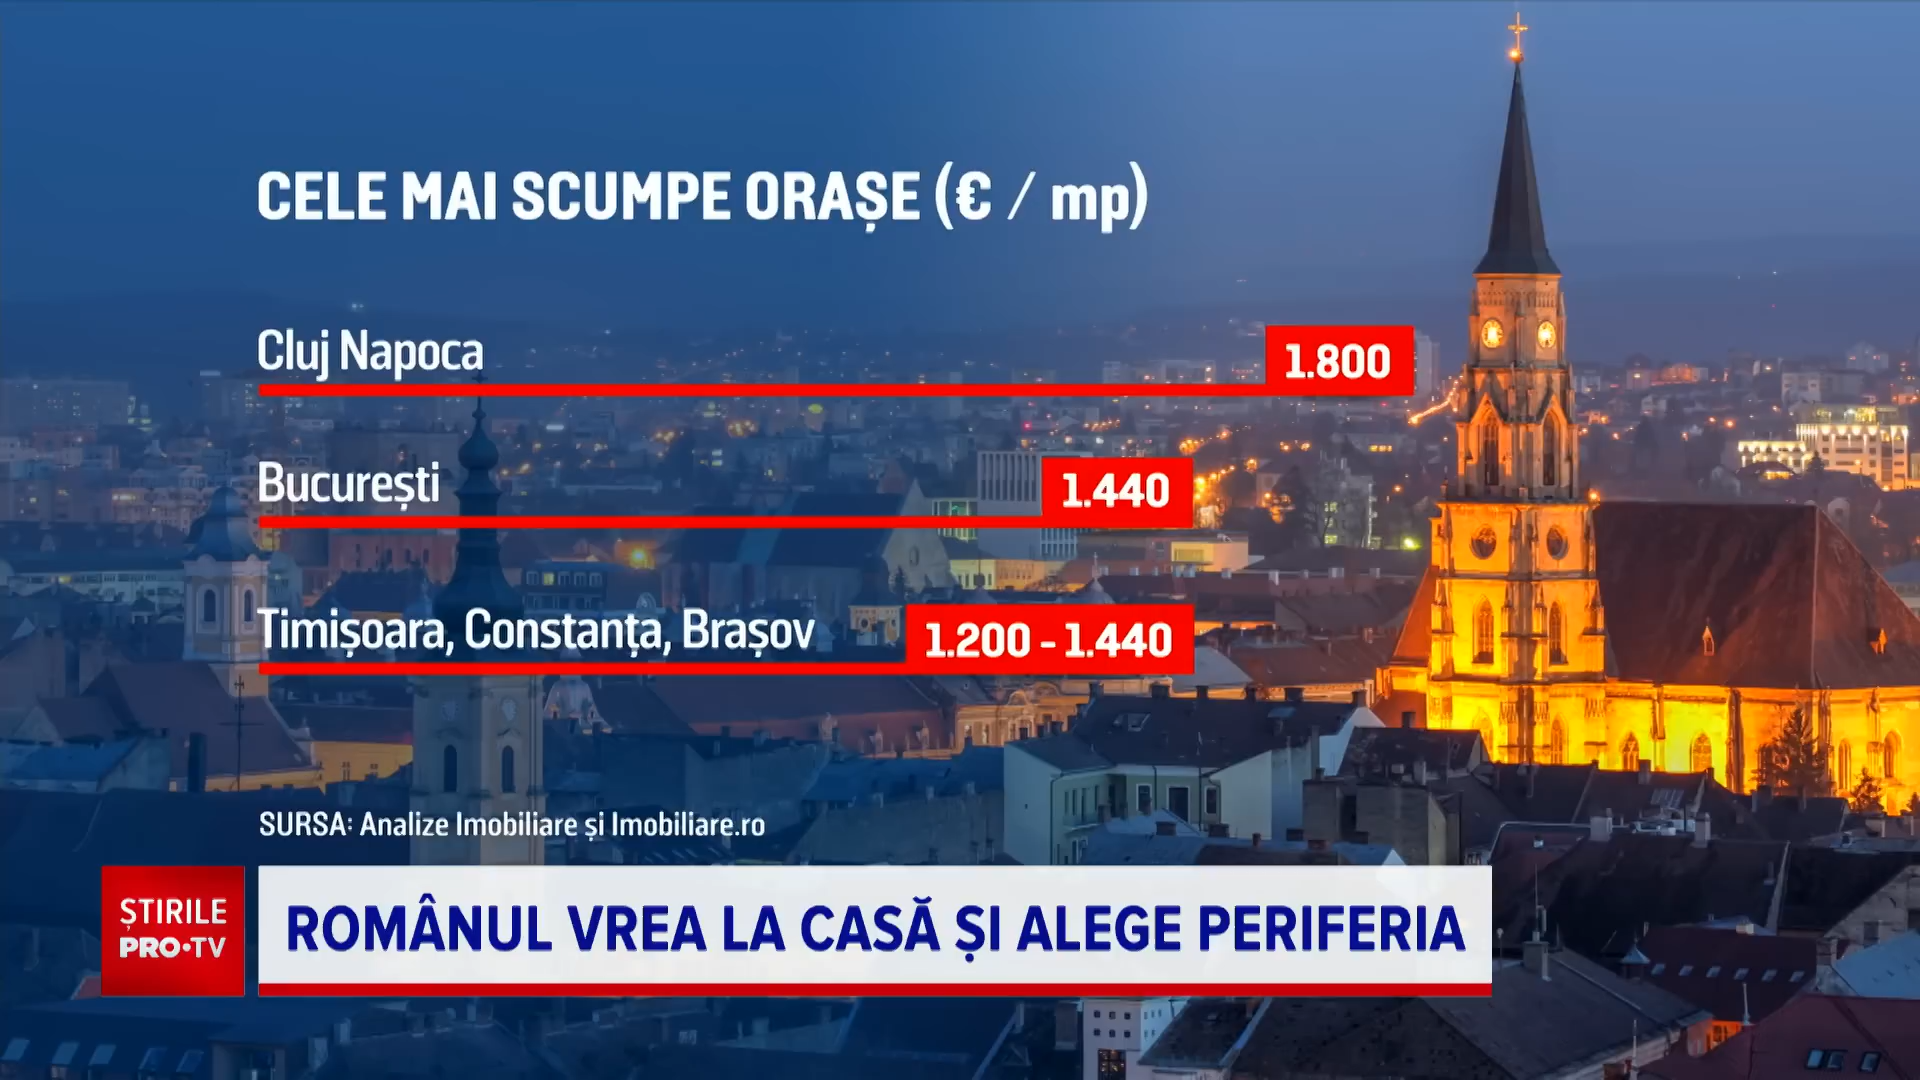 CELE MAI SCUMPE ORAȘE (€ / mp)
Cluj Napoca 1.800
București 1.440
Timișoara, Constanța, Brașov 1.200 - 1.440
SURSA: Analize Imobiliare și Imobiliare.ro
ȘTIRILE
PRO•TV
ROMÂNUL VREA LA CASĂ ȘI ALEGE PERIFERIA